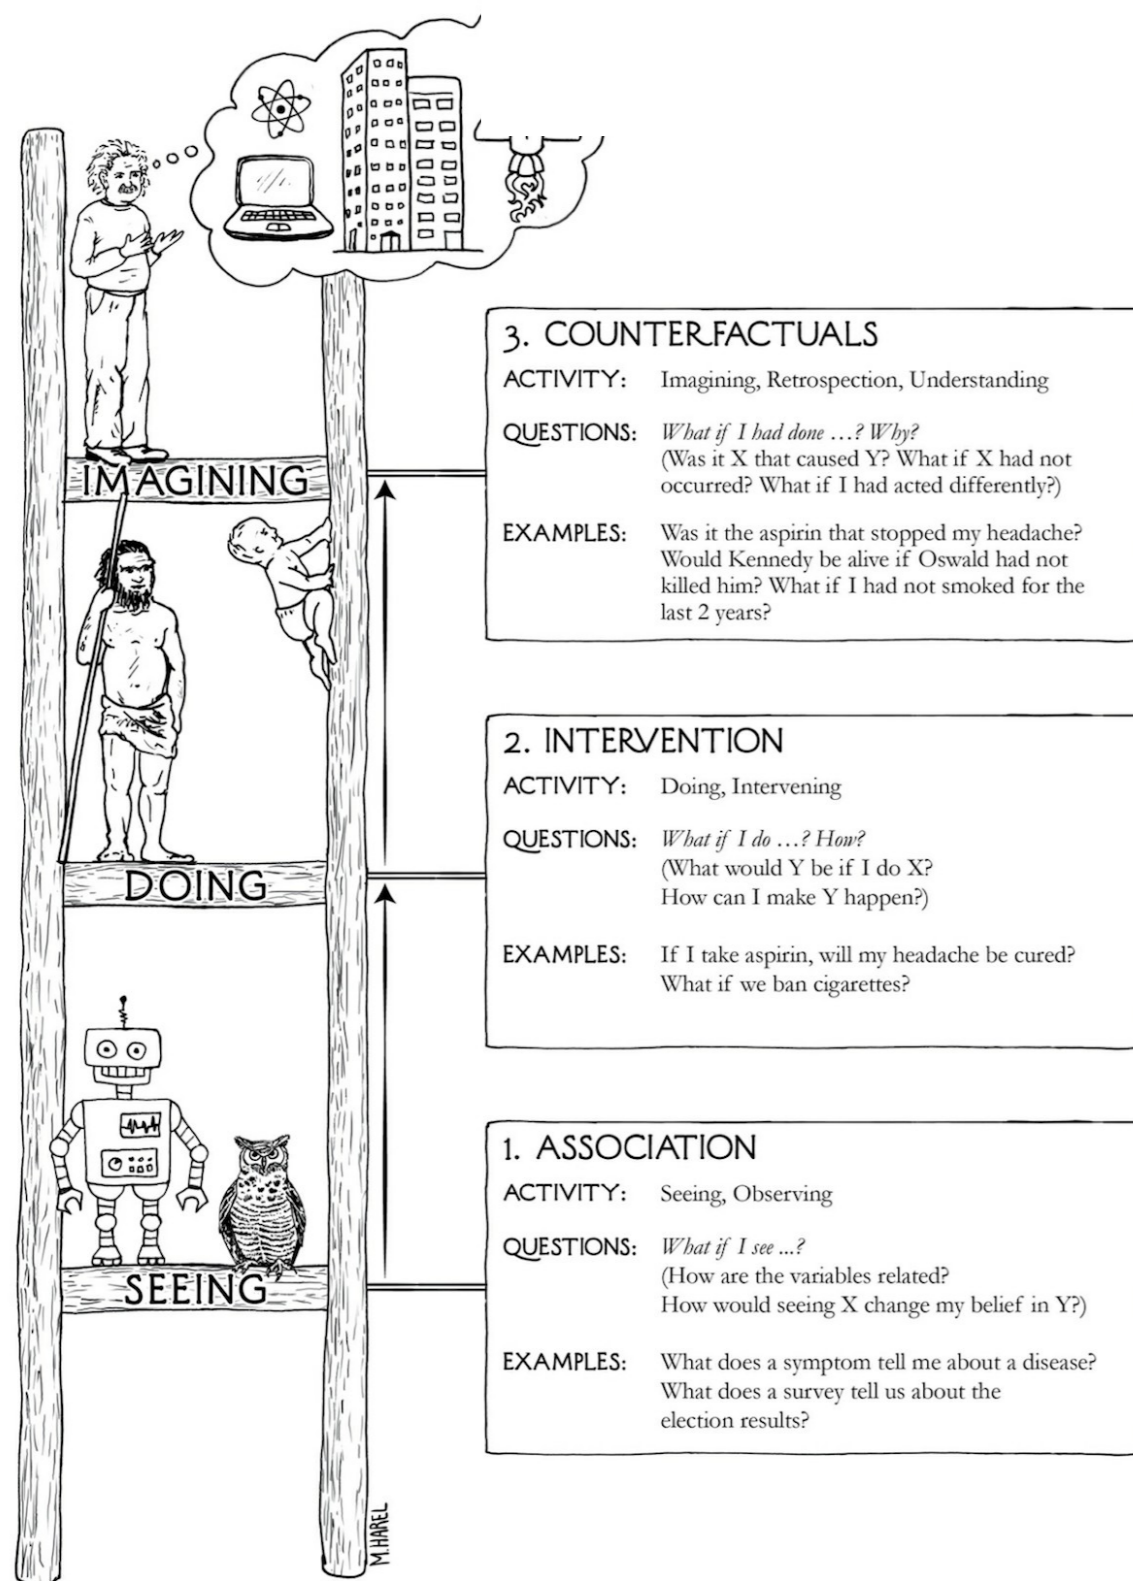 3. COUNTERFACTUALS
ACTIVITY: Imagining, Retrospection, Understanding
QUESTIONS: What if I had done …? Why?
(Was it X that caused Y? What if X had not
occurred? What if I had acted differently?)
EXAMPLES: Was it the aspirin that stopped my headache?
Would Kennedy be alive if Oswald had not
killed him? What if I had not smoked for the
last 2 years?
IMAGINING
2. INTERVENTION
ACTIVITY: Doing, Intervening
QUESTIONS: What if I do …? How?
(What would Y be if I do X?
How can I make Y happen?)
EXAMPLES: If I take aspirin, will my headache be cured?
What if we ban cigarettes?
DOING
1. ASSOCIATION
ACTIVITY: Seeing, Observing
QUESTIONS: What if I see ...?
(How are the variables related?
How would seeing X change my belief in Y?)
EXAMPLES: What does a symptom tell me about a disease?
What does a survey tell us about the
election results?
SEEING
M.HAREL